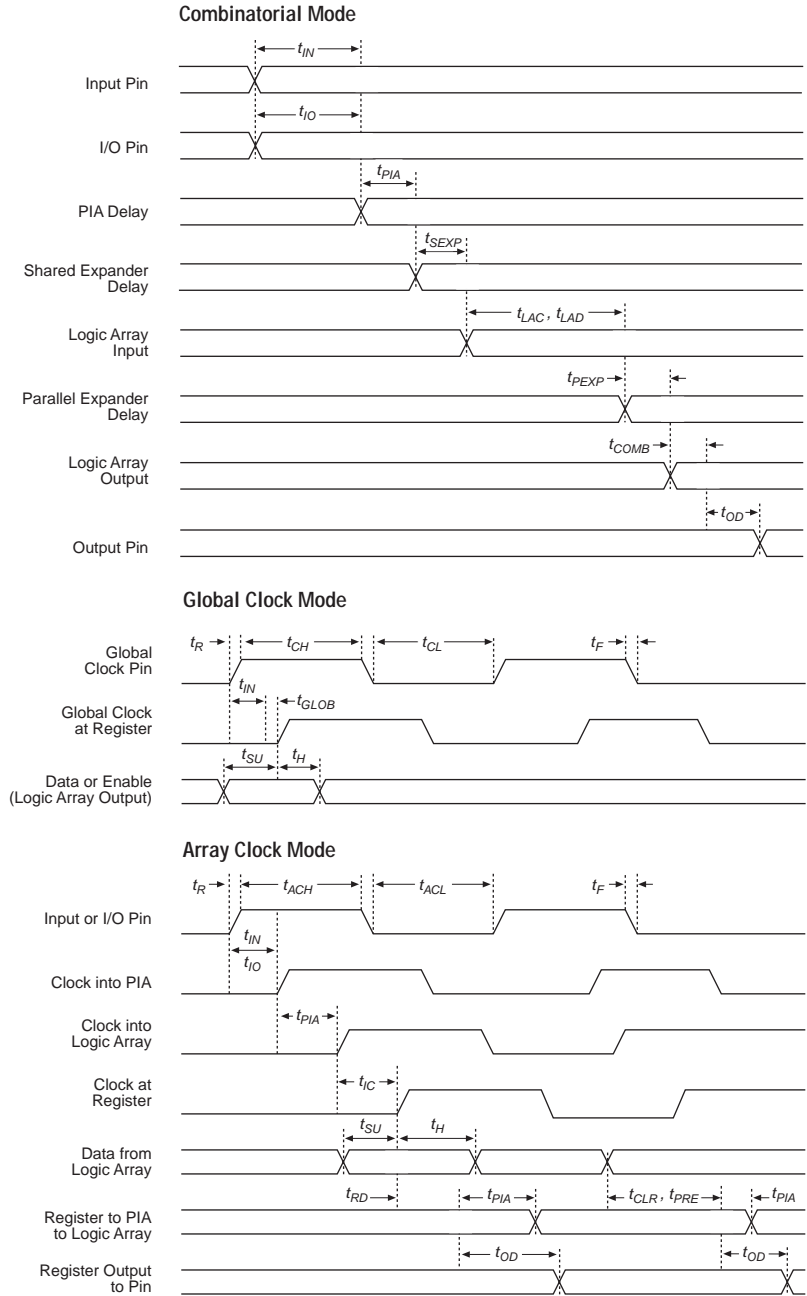 Combinatorial Mode
tIN
Input Pin
tIO
I/O Pin
tPIA
PIA Delay
tSEXP
Shared Expander
Delay
tLAC, tLAD
Logic Array
Input
tPEXP
Parallel Expander
Delay
tCOMB
Logic Array
Output
tOD
Output Pin
Global Clock Mode
tR tCH tCL tF
Global
Clock Pin
tIN tGLOB
Global Clock
at Register
tSU tH
Data or Enable
(Logic Array Output)
Array Clock Mode
tR tACH tACL tF
Input or I/O Pin
tIN
tIO
Clock into PIA
tPIA
Clock into
Logic Array
tIC
Clock at
Register
tSU tH
Data from
Logic Array
tRD tPIA tCLR, tPRE tPIA
Register to PIA
to Logic Array
tOD tOD
Register Output
to Pin